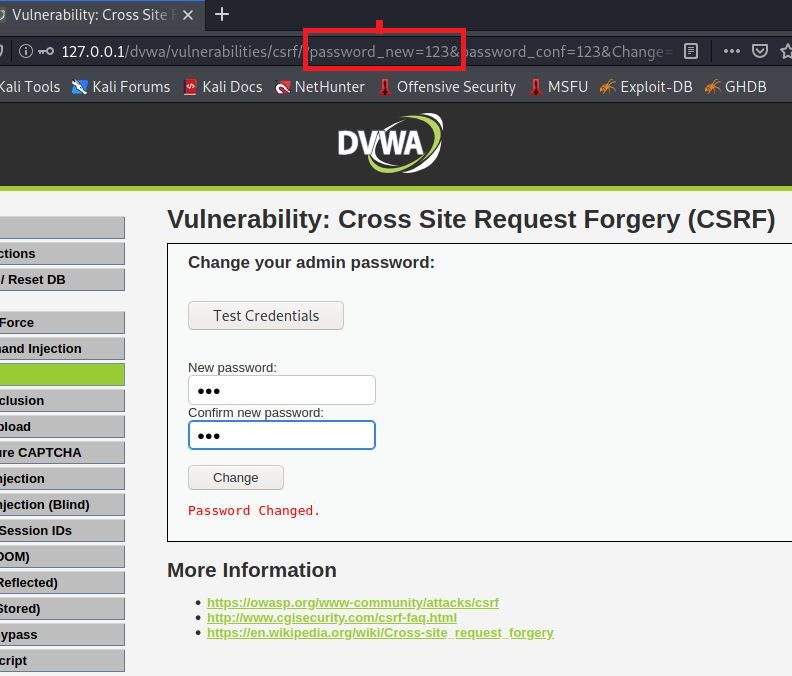 Vulnerability: Cross Site
127.0.0.1/dvwa/vulnerabilities/csrf/?password_new=123&password_conf=123&Change=
Kali Tools Kali Forums Kali Docs NetHunter Offensive Security MSFU Exploit-DB GHDB
DVWA
Vulnerability: Cross Site Request Forgery (CSRF)
Change your admin password:
Test Credentials
New password:
Confirm new password:
Change
Password Changed.
More Information
https://owasp.org/www-community/attacks/csrf
http://www.cgisecurity.com/csrf-faq.html
https://en.wikipedia.org/wiki/Cross-site_request_forgery
ctions
/ Reset DB
Force
and Injection
clusion
pload
ure CAPTCHA
njection
njection (Blind)
Session IDs
DOM)
Reflected)
Stored)
ypass
cript